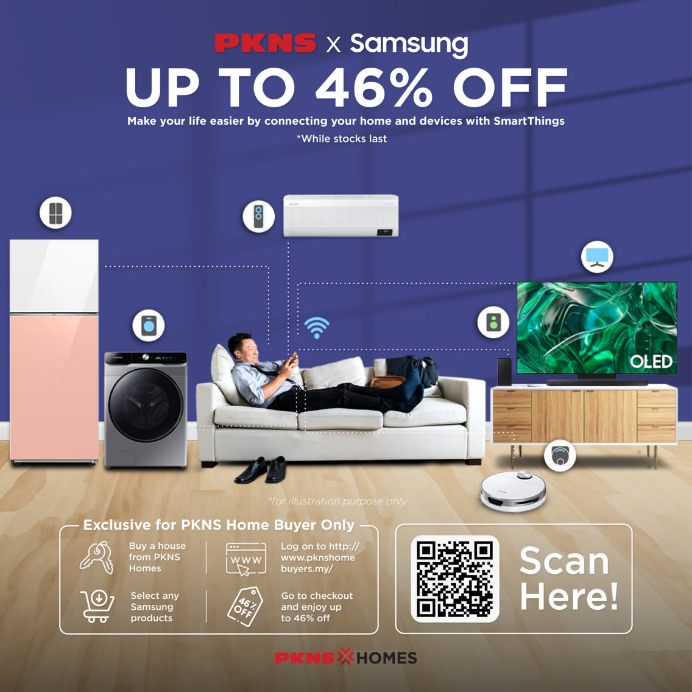 PKNS x Samsung
UP TO 46% OFF
Make your life easier by connecting your home and devices with SmartThings
*While stocks last
OLED
*for illustration purpose only
Exclusive for PKNS Home Buyer Only
Buy a house
from PKNS
Homes
www
Log on to http://
www.pknshome
buyers.my/
Select any
Samsung
products
46%
OFF
Go to checkout
and enjoy up
to 46% off
Scan
Here!
PKNS HOMES